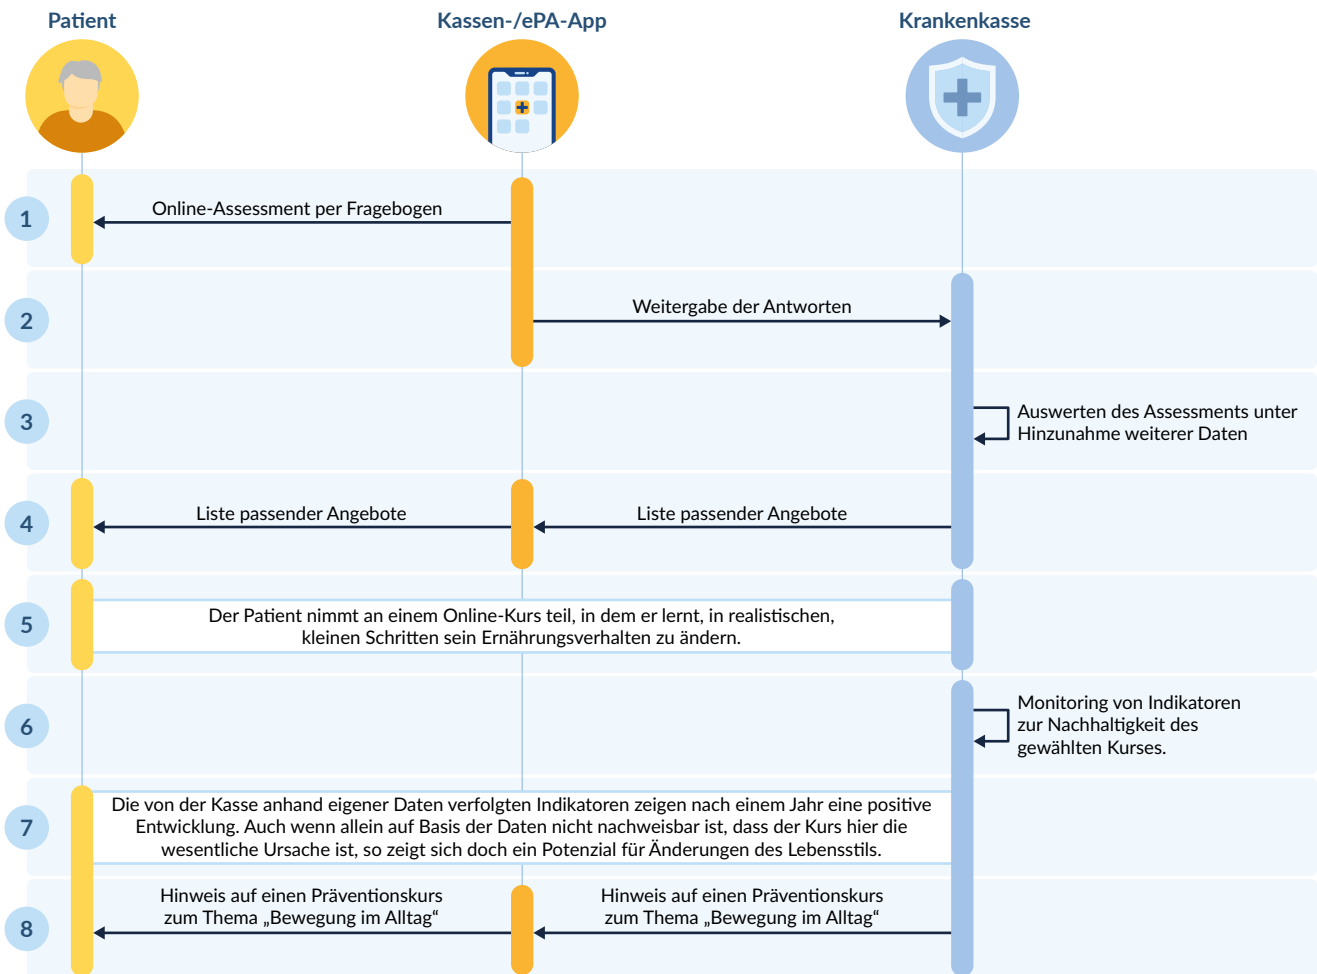 Patient
Kassen-/ePA-App
Krankenkasse
1
Online-Assessment per Fragebogen
2
Weitergabe der Antworten
3
Auswerten des Assessments unter
Hinzunahme weiterer Daten
4
Liste passender Angebote
Liste passender Angebote
5
Der Patient nimmt an einem Online-Kurs teil, in dem er lernt, in realistischen,
kleinen Schritten sein Ernährungsverhalten zu ändern.
6
Monitoring von Indikatoren
zur Nachhaltigkeit des
gewählten Kurses.
7
Die von der Kasse anhand eigener Daten verfolgten Indikatoren zeigen nach einem Jahr eine positive
Entwicklung. Auch wenn allein auf Basis der Daten nicht nachweisbar ist, dass der Kurs hier die
wesentliche Ursache ist, so zeigt sich doch ein Potenzial für Änderungen des Lebensstils.
8
Hinweis auf einen Präventionskurs
zum Thema „Bewegung im Alltag“
Hinweis auf einen Präventionskurs
zum Thema „Bewegung im Alltag“